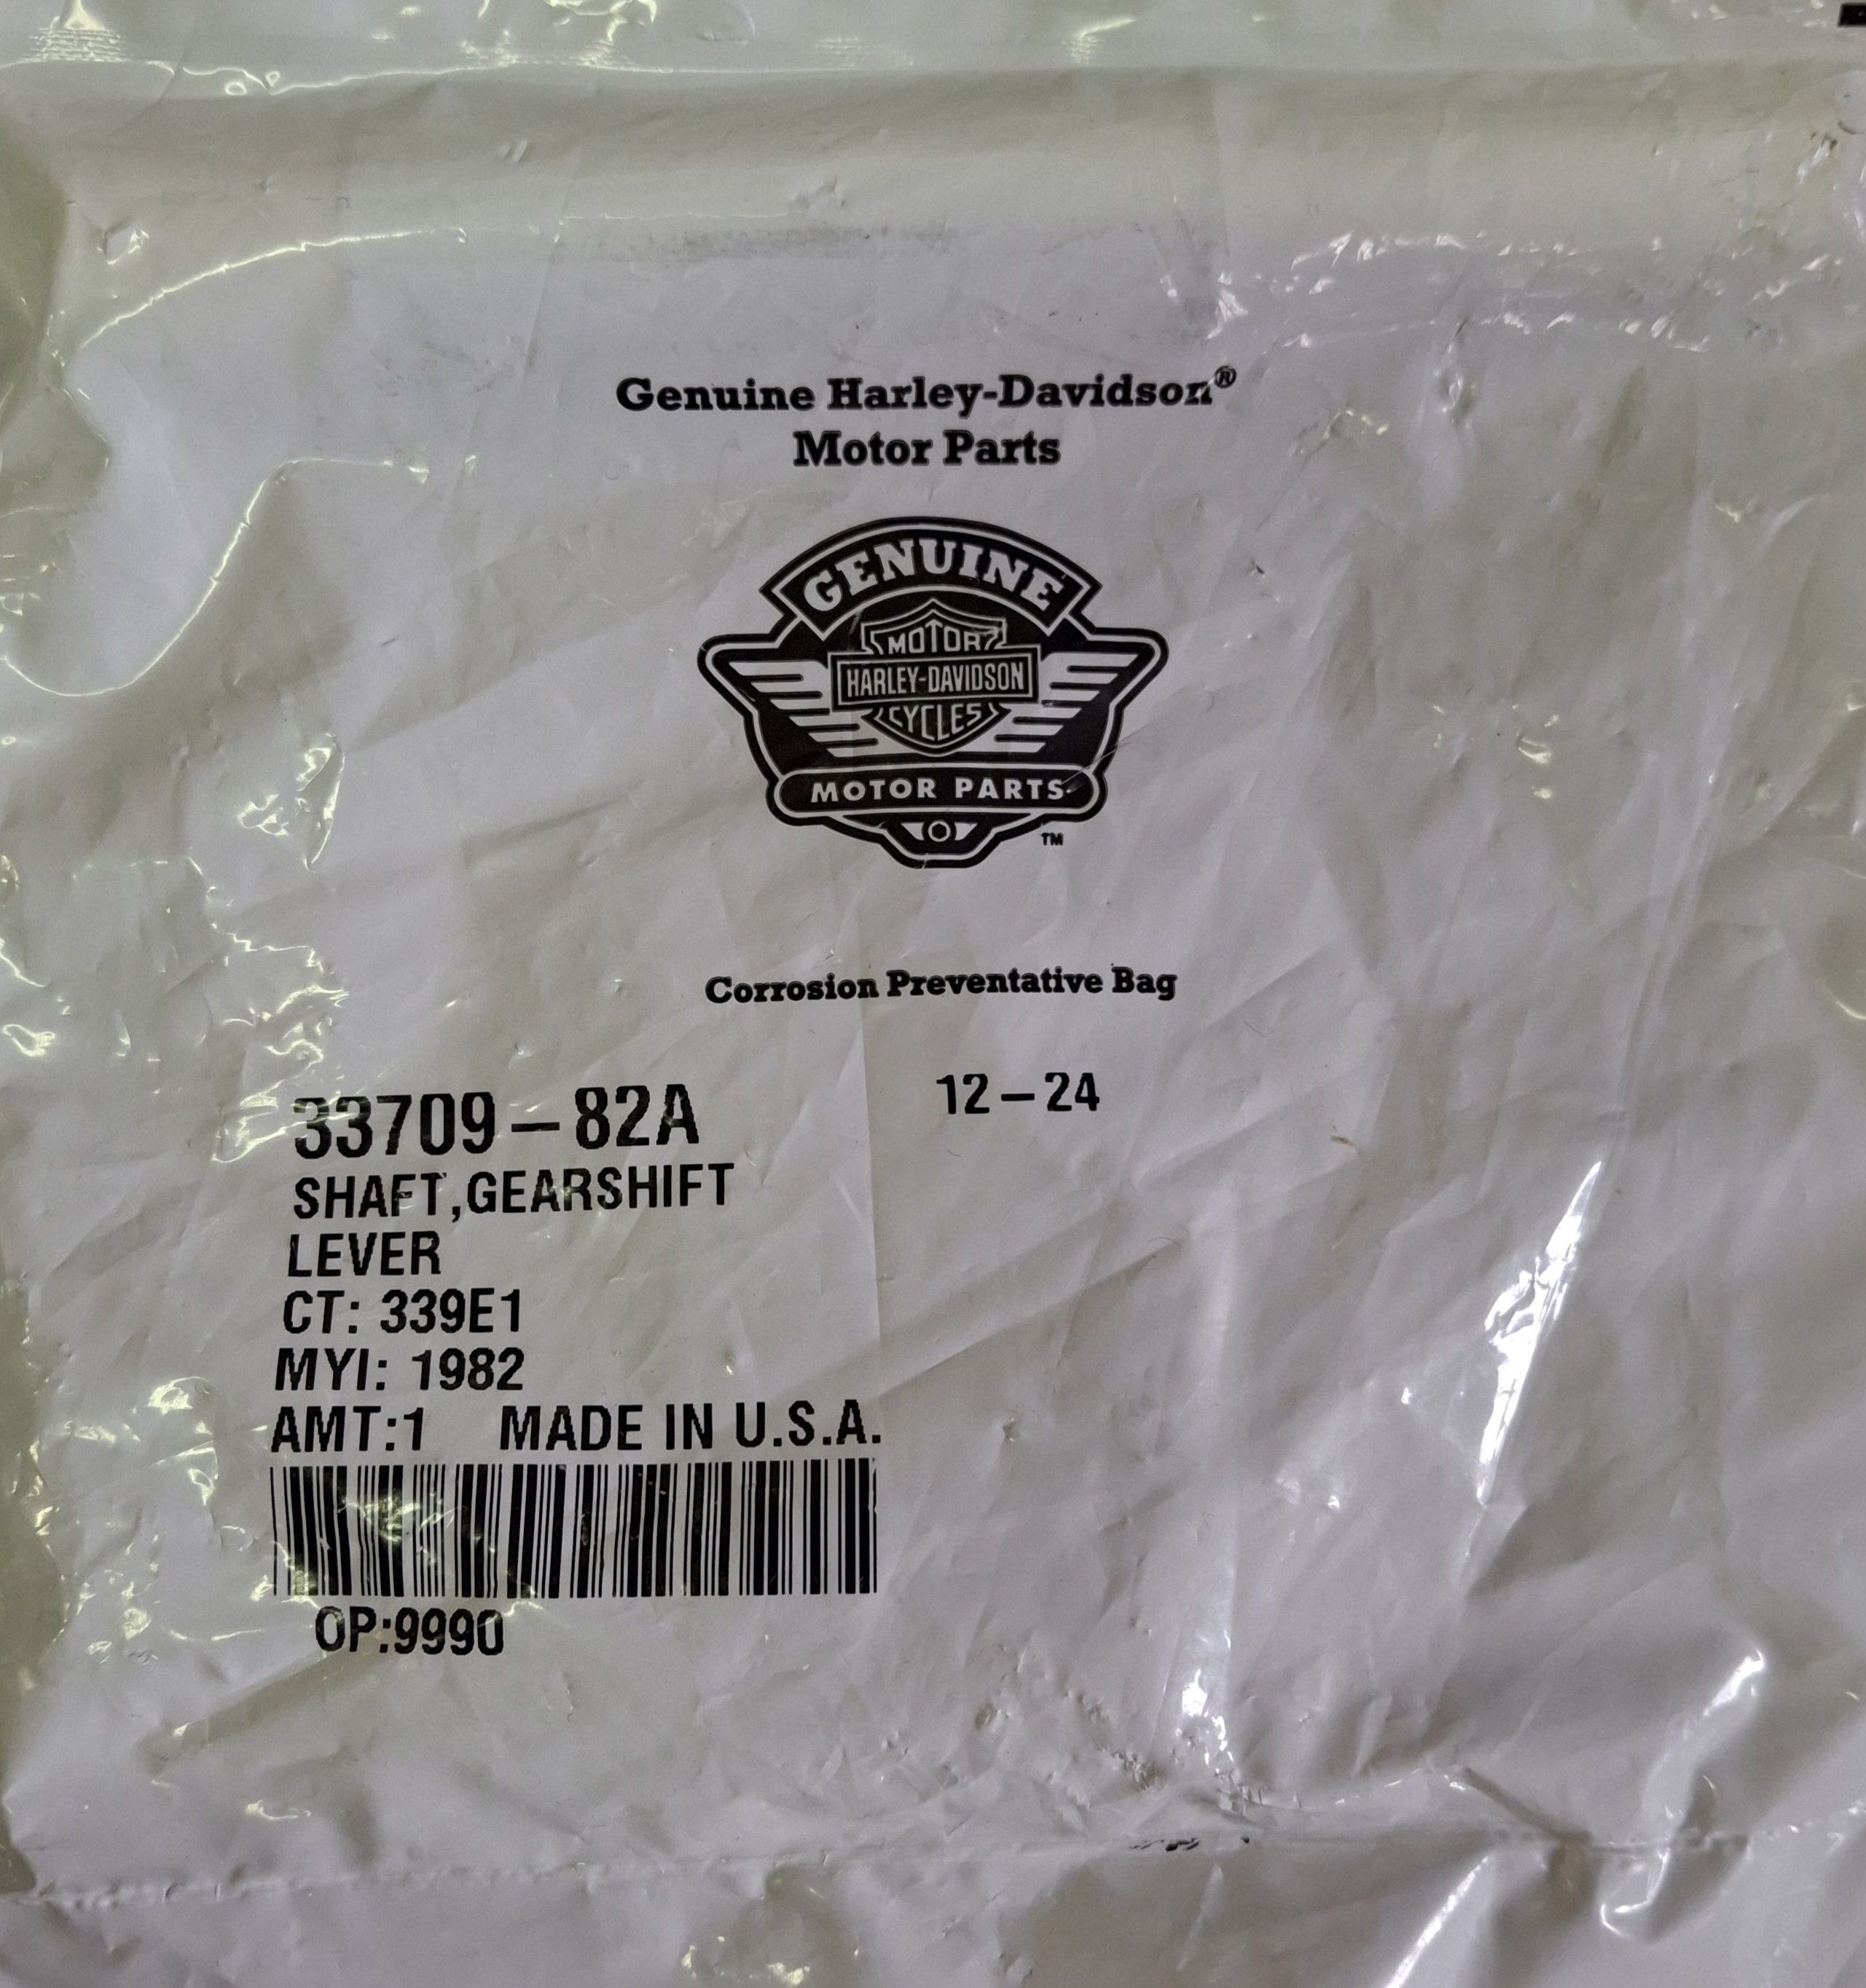 Genuine Harley-Davidson®
Motor Parts
GENUINE
MOTOR
HARLEY-DAVIDSON
CYCLES
MOTOR PARTS
TM
Corrosion Preventative Bag
33709-82A 12-24
SHAFT,GEARSHIFT
LEVER
CT: 339E1
MYI: 1982
AMT:1 MADE IN U.S.A.
OP:9990